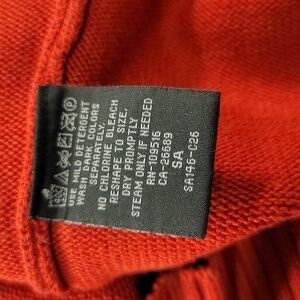 USE MILD DETERGENT
WASH DARK COLORS
SEPARATELY.
NO CHLORINE BLEACH
RESHAPE TO SIZE,
DRY PROMPTLY
STEAM ONLY IF NEEDED
RN-109516
CA-26689
SA
SA146-C26